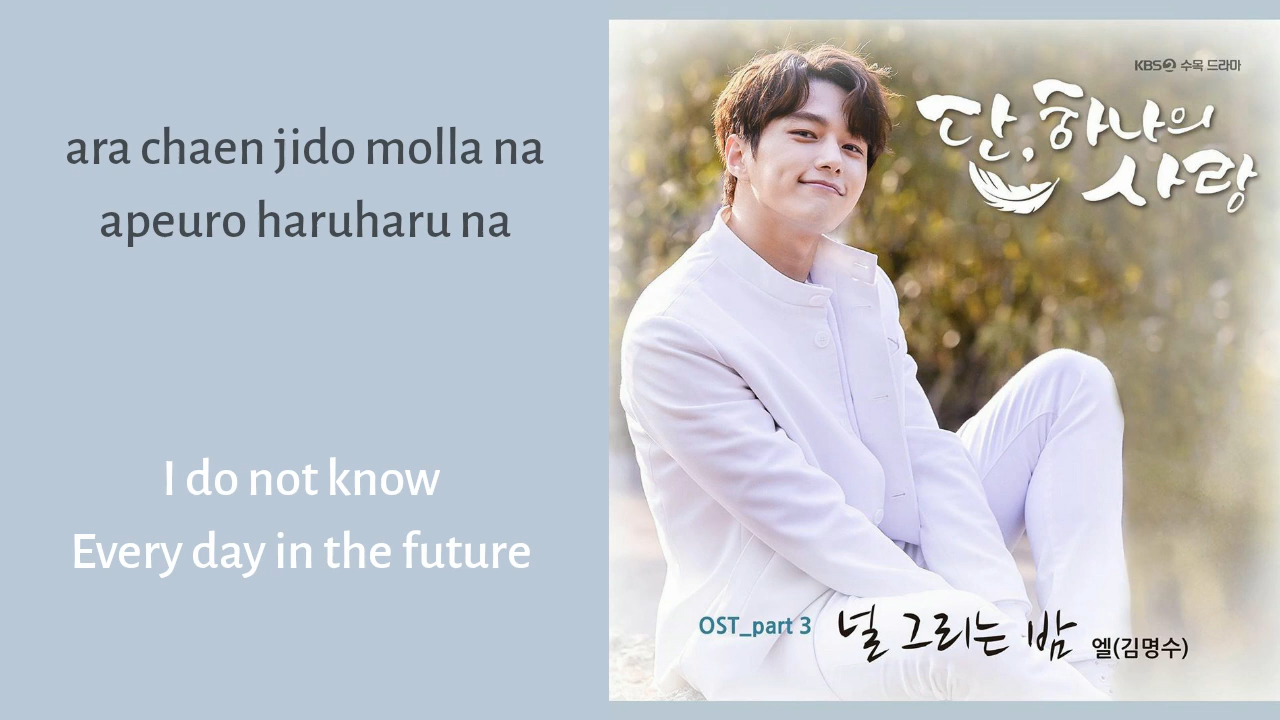 ara chaen jido molla na
apeuro haruharu na
I do not know
Every day in the future
KBS2 수목 드라마
단, 하나의
사랑
OST_part 3 널 그리는 밤 엘(김명수)